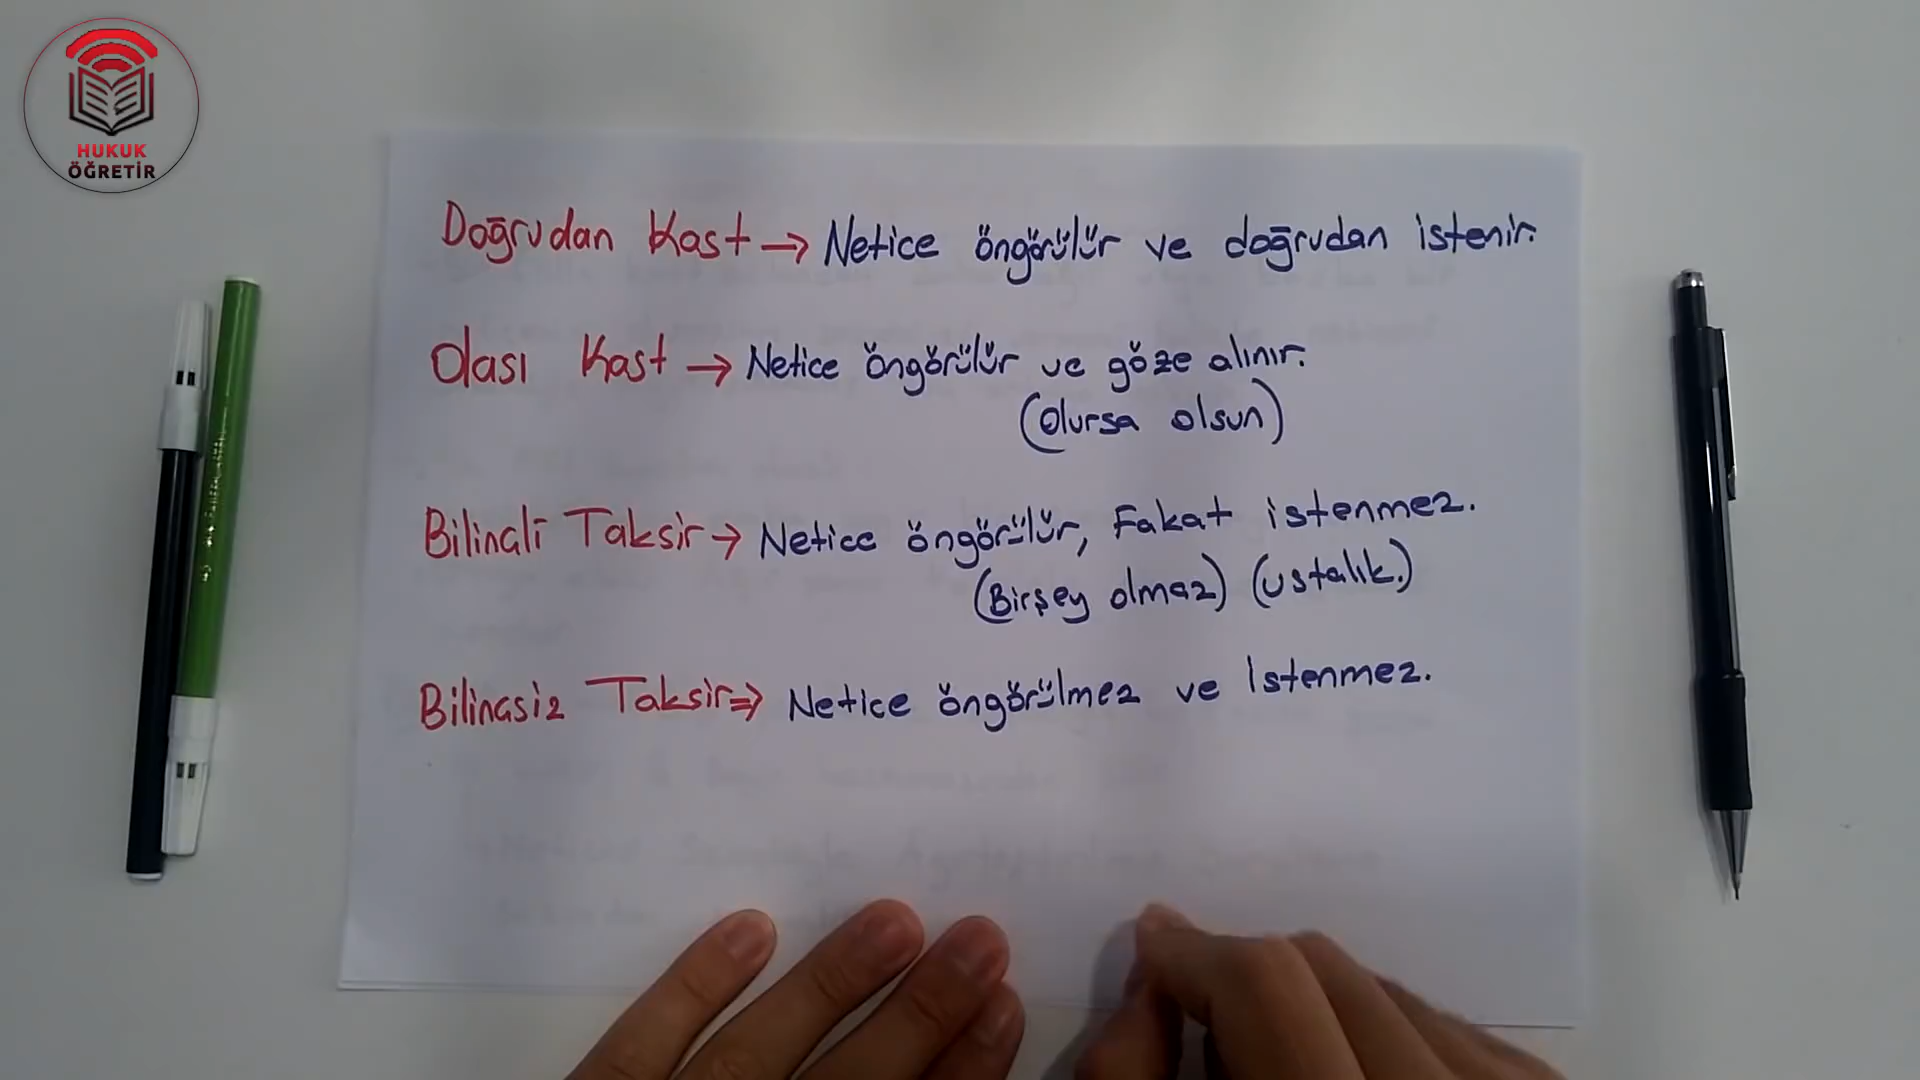 HUKUK
ÖĞRETİR
Doğrudan Kast → Netice öngörülür ve doğrudan istenir.
Olası Kast → Netice öngörülür ve göze alınır.
(Olursa olsun)
Bilinçli Taksir → Netice öngörülür, Fakat istenmez.
(Birşey olmaz) (Ustalık.)
Bilinçsiz Taksir ⇒ Netice öngörülmez ve İstenmez.